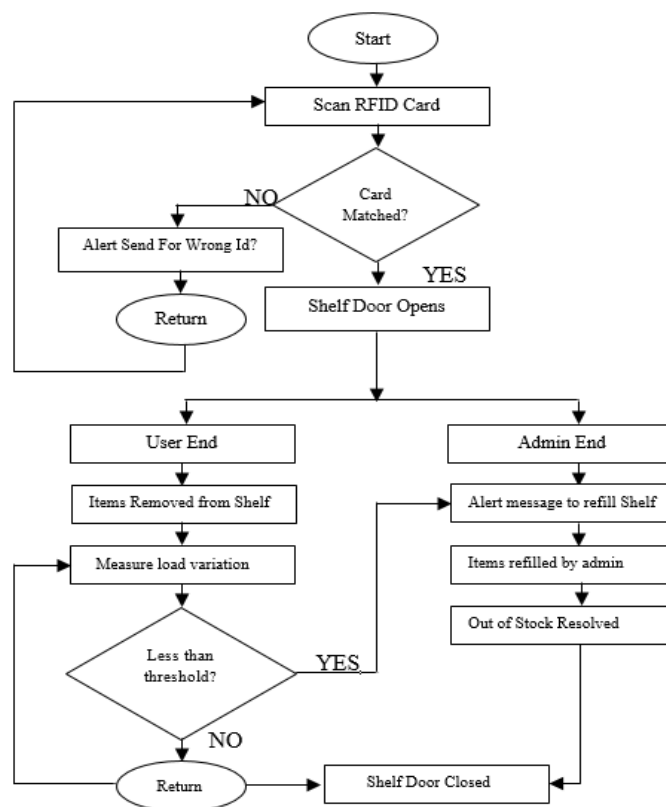 Start
Scan RFID Card
Card
Matched?
NO
YES
Alert Send For Wrong Id?
Return
Shelf Door Opens
User End
Admin End
Items Removed from Shelf
Alert message to refill Shelf
Measure load variation
Items refilled by admin
Out of Stock Resolved
Less than
threshold?
YES
NO
Return
Shelf Door Closed